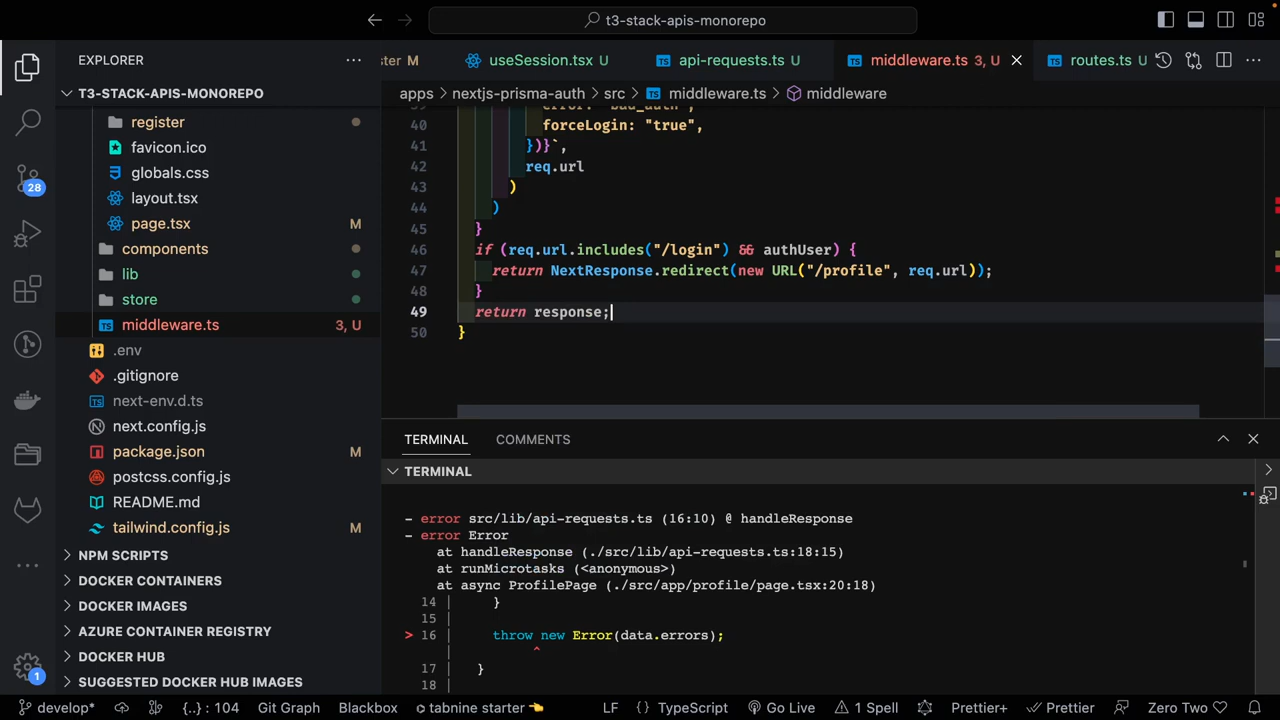 t3-stack-apis-monorepo
EXPLORER
ster M
useSession.tsx U
api-requests.ts U
middleware.ts 3, U
routes.ts U
T3-STACK-APIS-MONOREPO
apps > nextjs-prisma-auth > src > middleware.ts > middleware
register
favicon.ico
globals.css
layout.tsx
page.tsx M
components
lib
store
middleware.ts 3, U
.env
.gitignore
next-env.d.ts
next.config.js
package.json M
postcss.config.js
README.md
tailwind.config.js M
NPM SCRIPTS
DOCKER CONTAINERS
DOCKER IMAGES
AZURE CONTAINER REGISTRY
DOCKER HUB
SUGGESTED DOCKER HUB IMAGES
28
1
39 error: "bad_auth",
40 forceLogin: "true",
41 })}`,
42 req.url
43 )
44 )
45 }
46 if (req.url.includes("/login") && authUser) {
47 return NextResponse.redirect(new URL("/profile", req.url));
48 }
49 return response;
50 }
TERMINAL
COMMENTS
TERMINAL
- error src/lib/api-requests.ts (16:10) @ handleResponse
- error Error
at handleResponse (./src/lib/api-requests.ts:18:15)
at runMicrotasks (<anonymous>)
at async ProfilePage (./src/app/profile/page.tsx:20:18)
14 | }
15 |
> 16 | throw new Error(data.errors);
| ^
17 | }
18 |
develop* {..} : 104 Git Graph Blackbox tabnine starter 👈 LF {} TypeScript Go Live 1 Spell Prettier+ Prettier Zero Two